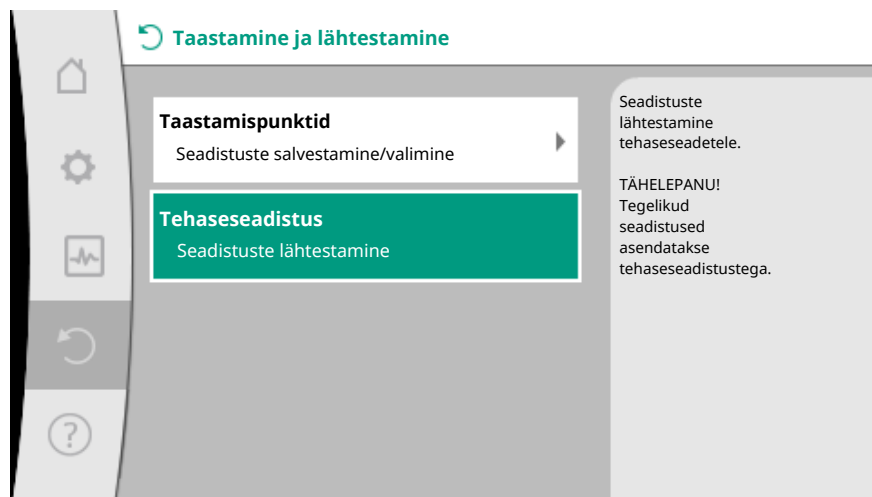 Taastamine ja lähtestamine
Taastamispunktid
Seadistuste salvestamine/valimine
Tehaseseadistus
Seadistuste lähtestamine
Seadistuste
lähtestamine
tehaseseadetele.
TÄHELEPANU!
Tegelikud
seadistused
asendatakse
tehaseseadistustega.
?